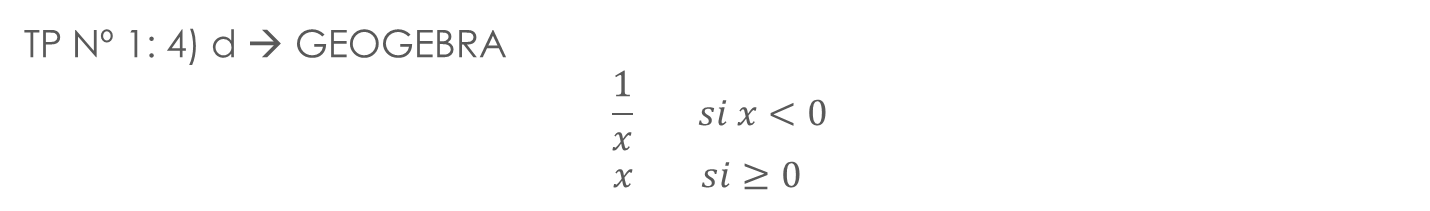 TP Nº 1: 4) d → GEOGEBRA
1/x si x < 0
x si ≥ 0